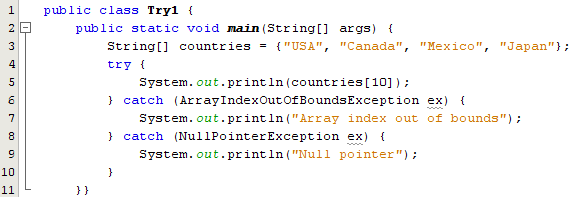 1 public class Try1 {
2 public static void main(String[] args) {
3 String[] countries = {"USA", "Canada", "Mexico", "Japan"};
4 try {
5 System.out.println(countries[10]);
6 } catch (ArrayIndexOutOfBoundsException ex) {
7 System.out.println("Array index out of bounds");
8 } catch (NullPointerException ex) {
9 System.out.println("Null pointer");
10 }
11 }}